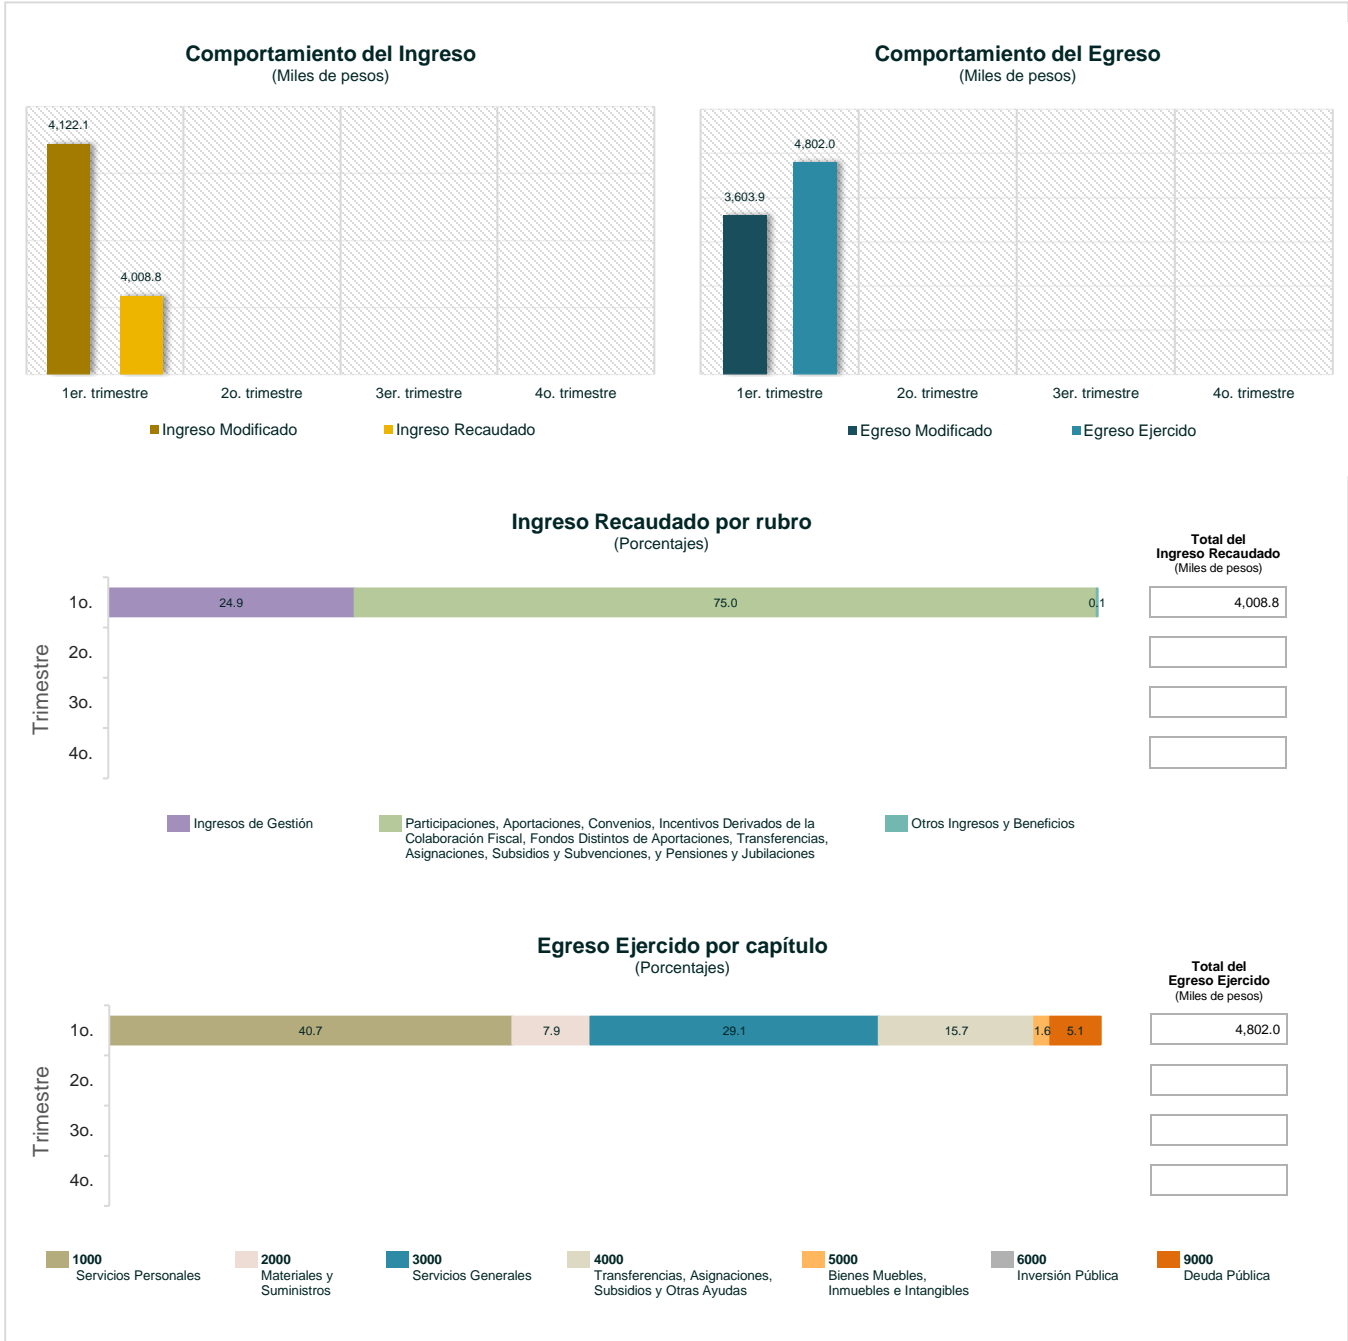 Comportamiento del Ingreso
(Miles de pesos)
4,122.1
4,008.8
1er. trimestre
2o. trimestre
3er. trimestre
4o. trimestre
Ingreso Modificado
Ingreso Recaudado
Comportamiento del Egreso
(Miles de pesos)
3,603.9
4,802.0
1er. trimestre
2o. trimestre
3er. trimestre
4o. trimestre
Egreso Modificado
Egreso Ejercido
Ingreso Recaudado por rubro
(Porcentajes)
Total del
Ingreso Recaudado
(Miles de pesos)
Trimestre
1o.
24.9
75.0
0.1
4,008.8
2o.
3o.
4o.
Ingresos de Gestión
Participaciones, Aportaciones, Convenios, Incentivos Derivados de la
Colaboración Fiscal, Fondos Distintos de Aportaciones, Transferencias,
Asignaciones, Subsidios y Subvenciones, y Pensiones y Jubilaciones
Otros Ingresos y Beneficios
Egreso Ejercido por capítulo
(Porcentajes)
Total del
Egreso Ejercido
(Miles de pesos)
Trimestre
1o.
40.7
7.9
29.1
15.7
1.6
5.1
4,802.0
2o.
3o.
4o.
1000
Servicios Personales
2000
Materiales y
Suministros
3000
Servicios Generales
4000
Transferencias, Asignaciones,
Subsidios y Otras Ayudas
5000
Bienes Muebles,
Inmuebles e Intangibles
6000
Inversión Pública
9000
Deuda Pública